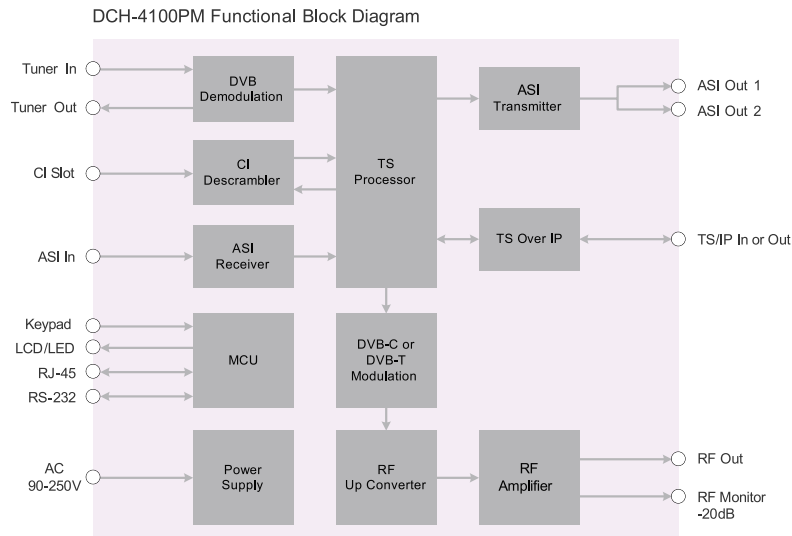 DCH-4100PM Functional Block Diagram
Tuner In
Tuner Out
DVB
Demodulation
ASI
Transmitter
ASI Out 1
ASI Out 2
CI Slot
CI
Descrambler
TS
Processor
ASI In
ASI
Receiver
TS Over IP
TS/IP In or Out
Keypad
LCD/LED
RJ-45
RS-232
MCU
DVB-C or
DVB-T
Modulation
AC
90-250V
Power
Supply
RF
Up Converter
RF
Amplifier
RF Out
RF Monitor
-20dB